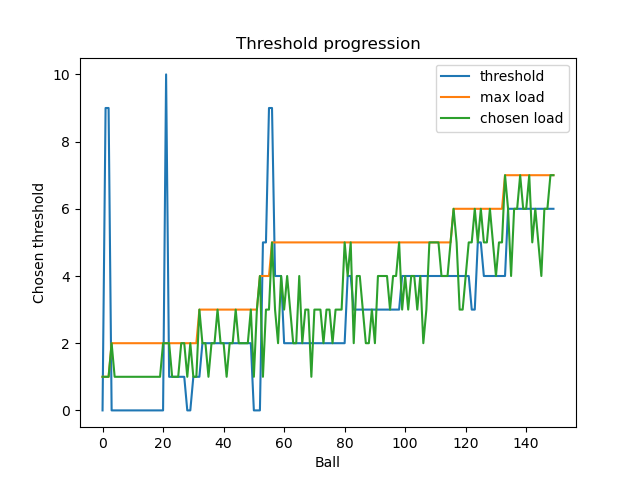 Threshold progression
threshold
max load
chosen load
Chosen threshold
10
8
6
4
2
0
0 20 40 60 80 100 120 140
Ball